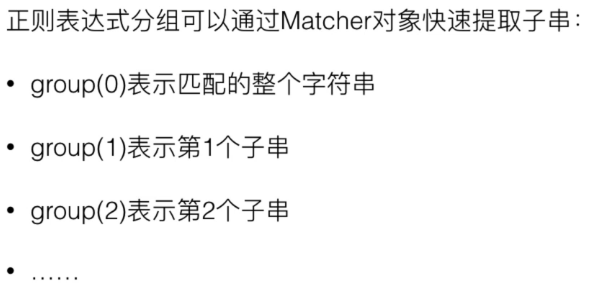 正则表达式分组可以通过Matcher对象快速提取子串：
• group(0)表示匹配的整个字符串
• group(1)表示第1个子串
• group(2)表示第2个子串
• ……